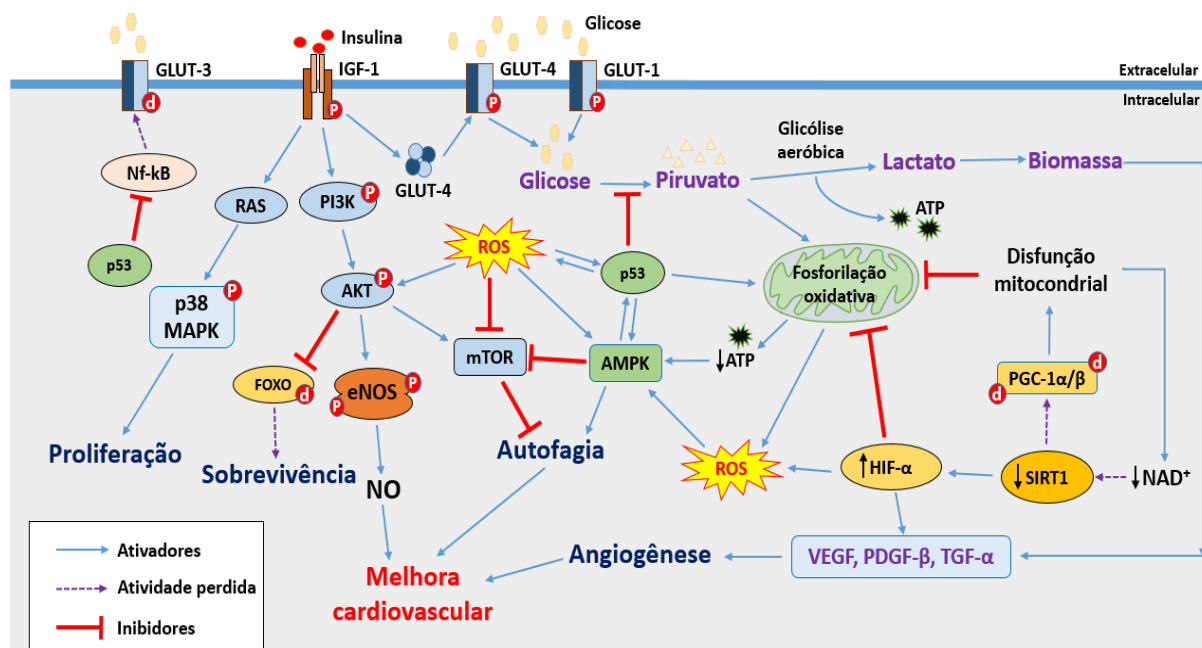 Glicose
Insulina
GLUT-3
IGF-1
GLUT-4
GLUT-1
Extracelular
Intracelular
d
P
P
P
Glicólise
aeróbica
Nf-kB
GLUT-4
Glicose
Piruvato
Lactato
Biomassa
RAS
PI3K
P
ATP
p53
ROS
p53
Fosforilação
oxidativa
Disfunção
mitocondrial
p38
MAPK
P
AKT
P
mTOR
AMPK
↓ATP
FOXO
d
eNOS
P
P
PGC-1α/β
d
d
Proliferação
Sobrevivência
Autofagia
NO
ROS
↑HIF-α
↓SIRT1
↓NAD⁺
Ativadores
Atividade perdida
Inibidores
Melhora
cardiovascular
Angiogênese
VEGF, PDGF-β, TGF-α